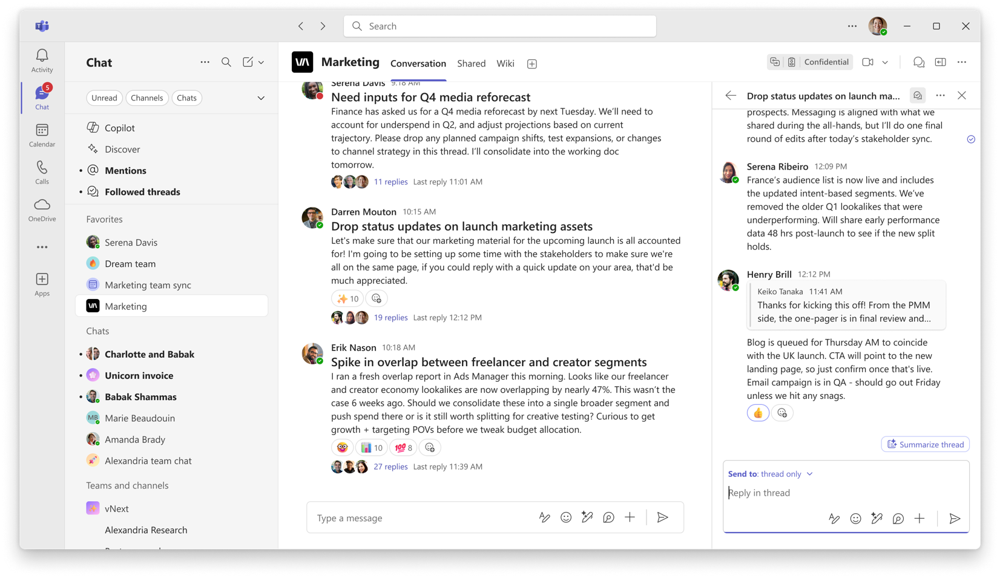 Search
Activity
5
Chat
Calendar
Calls
OneDrive
Apps
Chat
Unread
Channels
Chats
Copilot
Discover
Mentions
Followed threads
Favorites
Serena Davis
Dream team
Marketing team sync
Marketing
Chats
Charlotte and Babak
Unicorn invoice
Babak Shammas
MB
Marie Beaudouin
Amanda Brady
Alexandria team chat
Teams and channels
vNext
Alexandria Research
Marketing
Conversation
Shared
Wiki
Confidential
Serena Davis 9:18 AM
Need inputs for Q4 media reforecast
Finance has asked us for a Q4 media reforecast by next Tuesday. We’ll need to
account for underspend in Q2, and adjust projections based on current
trajectory. Please drop any planned campaign shifts, test expansions, or changes
to channel strategy in this thread. I’ll consolidate into the working doc
tomorrow.
11 replies Last reply 11:01 AM
Darren Mouton 10:15 AM
Drop status updates on launch marketing assets
Let's make sure that our marketing material for the upcoming launch is all accounted
for! I'm going to be setting up some time with the stakeholders to make sure we're
all on the same page, if you could reply with a quick update on your area, that'd be
much appreciated.
10
19 replies Last reply 12:12 PM
Erik Nason 10:18 AM
Spike in overlap between freelancer and creator segments
I ran a fresh overlap report in Ads Manager this morning. Looks like our freelancer
and creator economy lookalikes are now overlapping by nearly 47%. This wasn’t the
case 6 weeks ago. Should we consolidate these into a single broader segment and
push spend there or is it still worth splitting for creative testing? Curious to get
growth + targeting POVs before we tweak budget allocation.
10
8
27 replies Last reply 11:39 AM
Type a message
Drop status updates on launch ma...
prospects. Messaging is aligned with what we
shared during the all-hands, but I’ll do one final
round of edits after today’s stakeholder sync.
Serena Ribeiro 12:09 PM
France’s audience list is now live and includes
the updated intent-based segments. We’ve
removed the older Q1 lookalikes that were
underperforming. Will share early performance
data 48 hrs post-launch to see if the new split
holds.
Henry Brill 12:12 PM
Keiko Tanaka 11:41 AM
Thanks for kicking this off! From the PMM
side, the one-pager is in final review and...
Blog is queued for Thursday AM to coincide
with the UK launch. CTA will point to the new
landing page, so just confirm once that's live.
Email campaign is in QA - should go out Friday
unless we hit any snags.
Summarize thread
Send to: thread only
Reply in thread